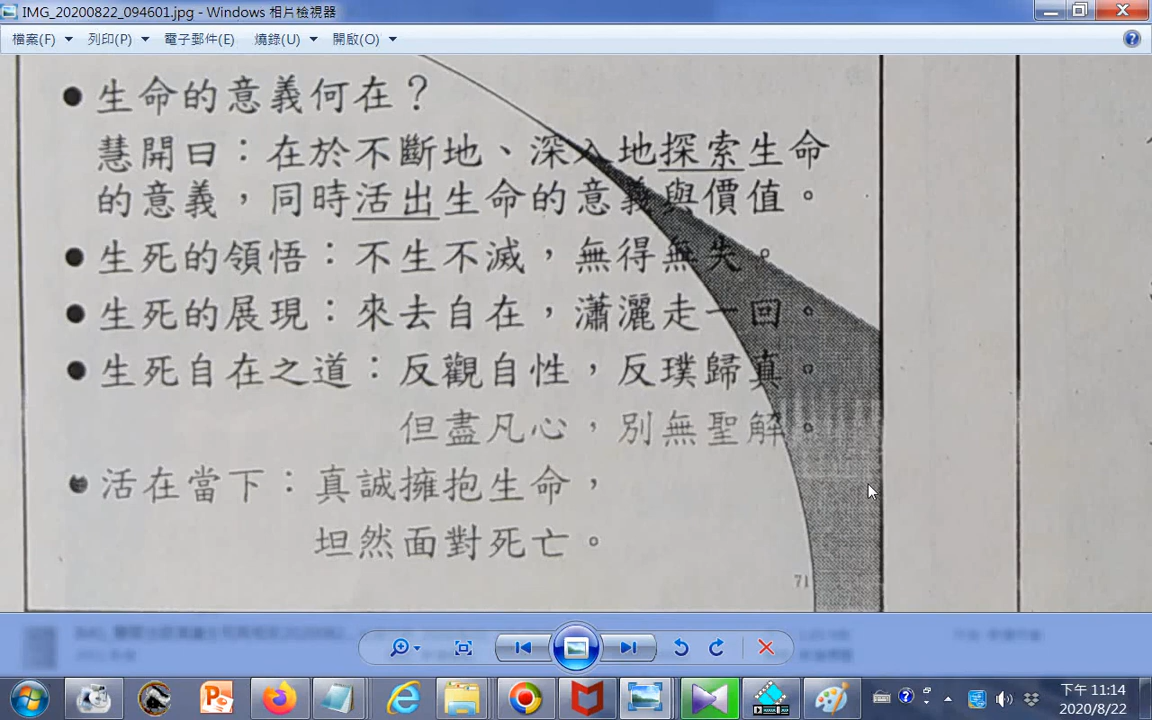 IMG_20200822_094601.jpg - Windows 相片檢視器
檔案(F) 列印(P) 電子郵件(E) 燒錄(U) 開啟(O)
生命的意義何在？
慧開曰：在於不斷地、深入地探索生命
的意義，同時活出生命的意義與價值。
生死的領悟：不生不滅，無得無失。
生死的展現：來去自在，瀟灑走一回。
生死自在之道：反觀自性，反璞歸真。
但盡凡心，別無聖解。
活在當下：真誠擁抱生命，
坦然面對死亡。
71
下午 11:14
2020/8/22